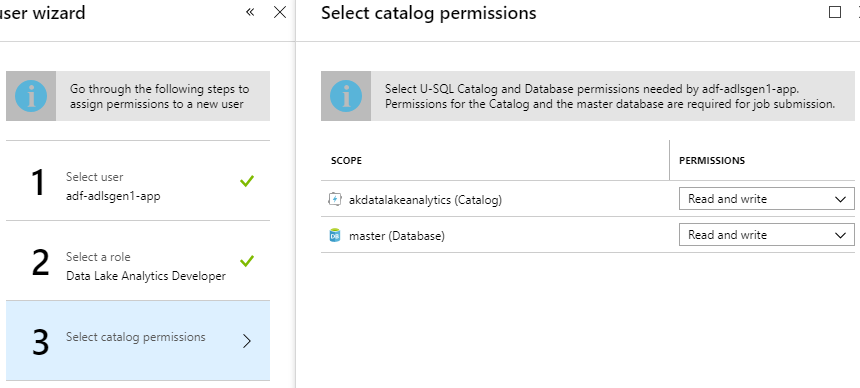 user wizard
Go through the following steps to
assign permissions to a new user
1
Select user
adf-adlsgen1-app
2
Select a role
Data Lake Analytics Developer
3
Select catalog permissions
Select catalog permissions
Select U-SQL Catalog and Database permissions needed by adf-adlsgen1-app.
Permissions for the Catalog and the master database are required for job submission.
SCOPE PERMISSIONS
akdatalakeanalytics (Catalog) Read and write
DB master (Database) Read and write